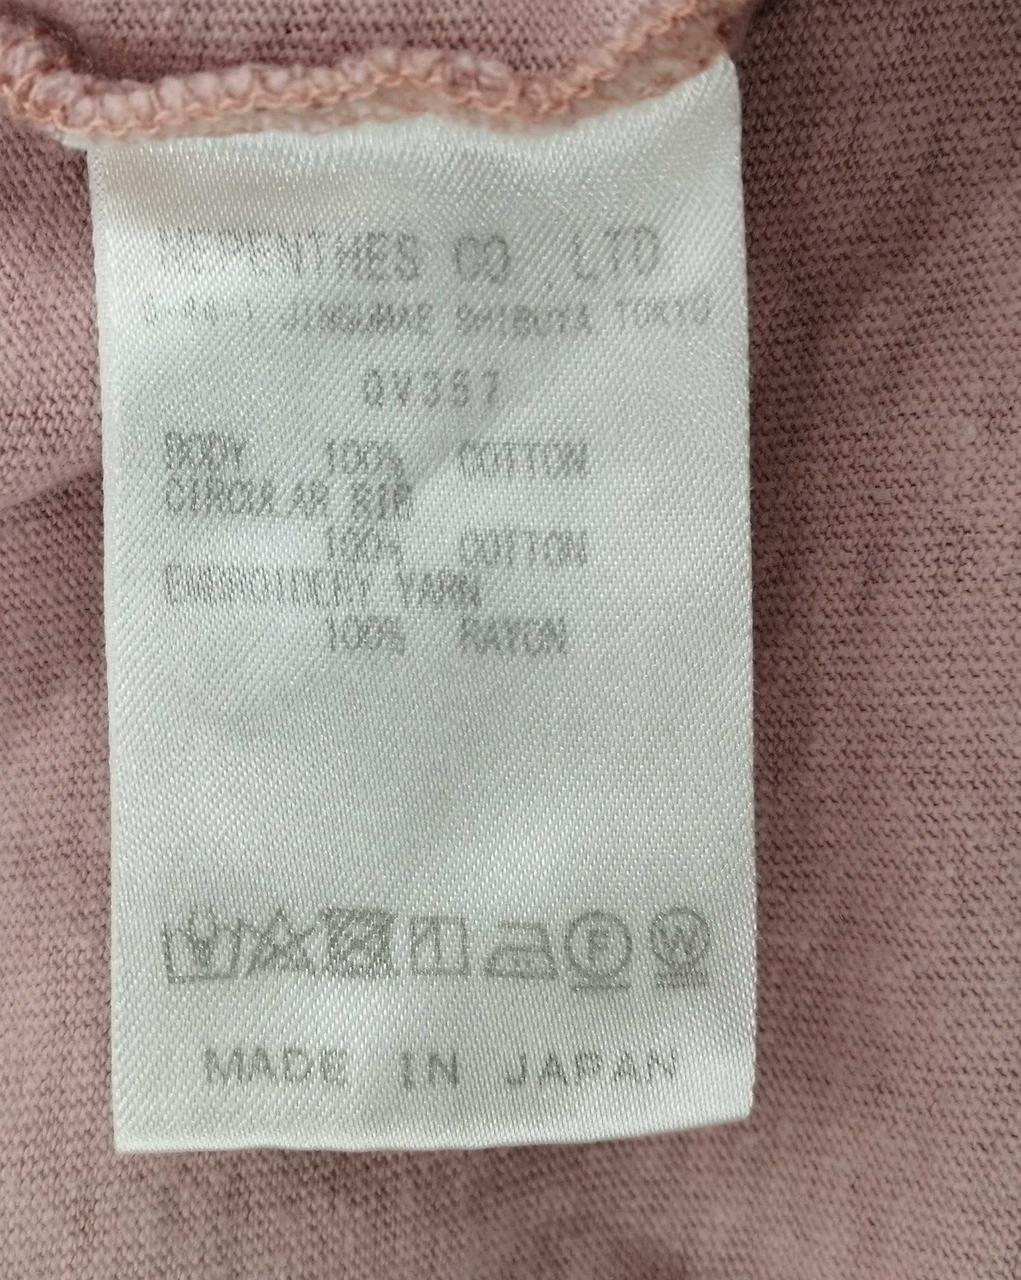 NEPENTHES CO., LTD.
JINGUMAE SHIBUYA TOKYO
QV357
BODY 100% COTTON
CIRCULAR RIB
100% COTTON
EMBROIDERY YARN
100% RAYON
F W
MADE IN JAPAN